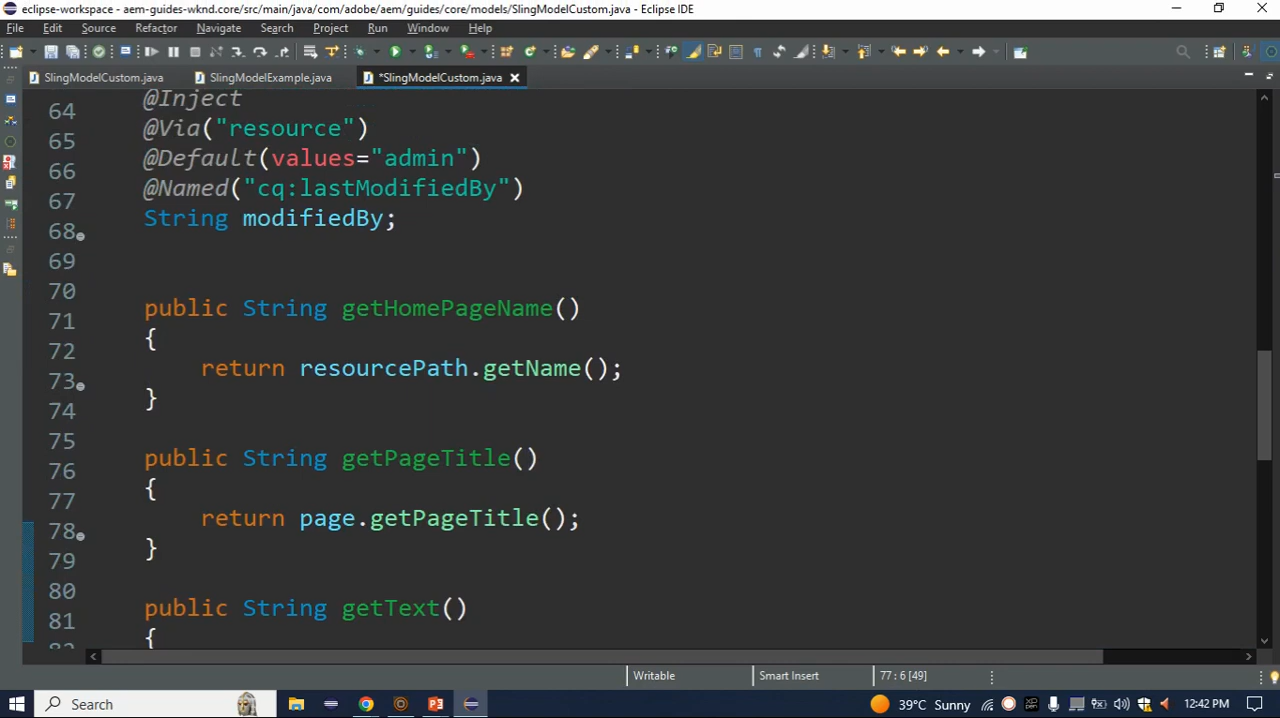 eclipse-workspace - aem-guides-wknd.core/src/main/java/com/adobe/aem/guides/core/models/SlingModelCustom.java - Eclipse IDE
File Edit Source Refactor Navigate Search Project Run Window Help
SlingModelCustom.java SlingModelExample.java *SlingModelCustom.java
@Inject
64
@Via("resource")
65
@Default(values="admin")
66
@Named("cq:lastModifiedBy")
67
String modifiedBy;
68
69
70
public String getHomePageName()
71
{
72
return resourcePath.getName();
73
}
74
75
public String getPageTitle()
76
{
77
return page.getPageTitle();
78
}
79
80
public String getText()
81
{
82
Writable Smart Insert 77 : 6 [49]
Search 39°C Sunny 12:42 PM